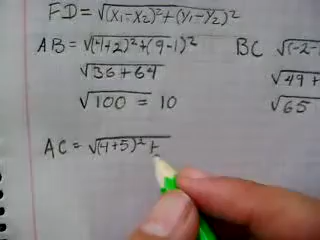 FD = √(X₁-X₂)²+(Y₁-Y₂)²
AB = √(-4+2)²+(9-1)² BC √(-2-
√36+64 √49+
√100 = 10 √65
AC = √(4+5)²+